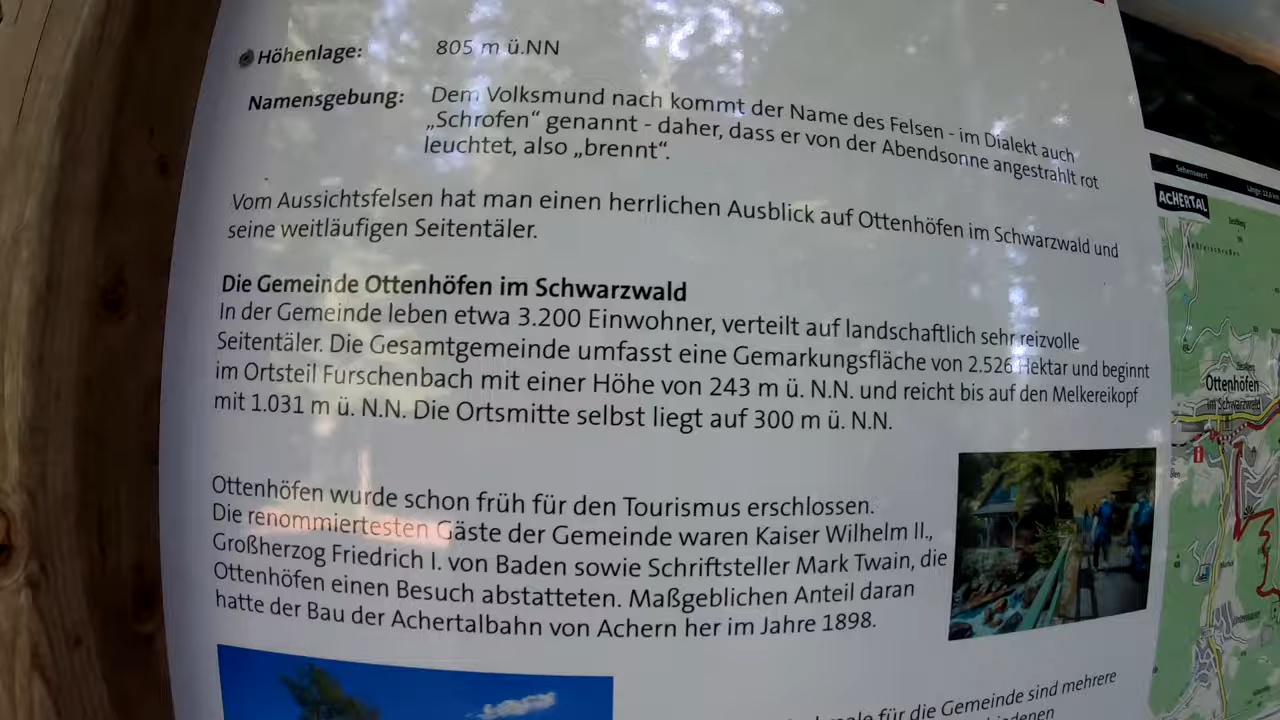 Höhenlage: 805 m ü.NN
Namensgebung: Dem Volksmund nach kommt der Name des Felsen - im Dialekt auch
„Schrofen“ genannt - daher, dass er von der Abendsonne angestrahlt rot
leuchtet, also „brennt“.
Vom Aussichtsfelsen hat man einen herrlichen Ausblick auf Ottenhöfen im Schwarzwald und
seine weitläufigen Seitentäler.
Die Gemeinde Ottenhöfen im Schwarzwald
In der Gemeinde leben etwa 3.200 Einwohner, verteilt auf landschaftlich sehr reizvolle
Seitentäler. Die Gesamtgemeinde umfasst eine Gemarkungsfläche von 2.526 Hektar und beginnt
im Ortsteil Furschenbach mit einer Höhe von 243 m ü. N.N. und reicht bis auf den Melkereikopf
mit 1.031 m ü. N.N. Die Ortsmitte selbst liegt auf 300 m ü. N.N.
Ottenhöfen wurde schon früh für den Tourismus erschlossen.
Die renommiertesten Gäste der Gemeinde waren Kaiser Wilhelm II.,
Großherzog Friedrich I. von Baden sowie Schriftsteller Mark Twain, die
Ottenhöfen einen Besuch abstatteten. Maßgeblichen Anteil daran
hatte der Bau der Achertalbahn von Achern her im Jahre 1898.
für die Gemeinde sind mehrere
Sehenswert
ACHERTAL
Ottenhöfen
im Schwarzwald